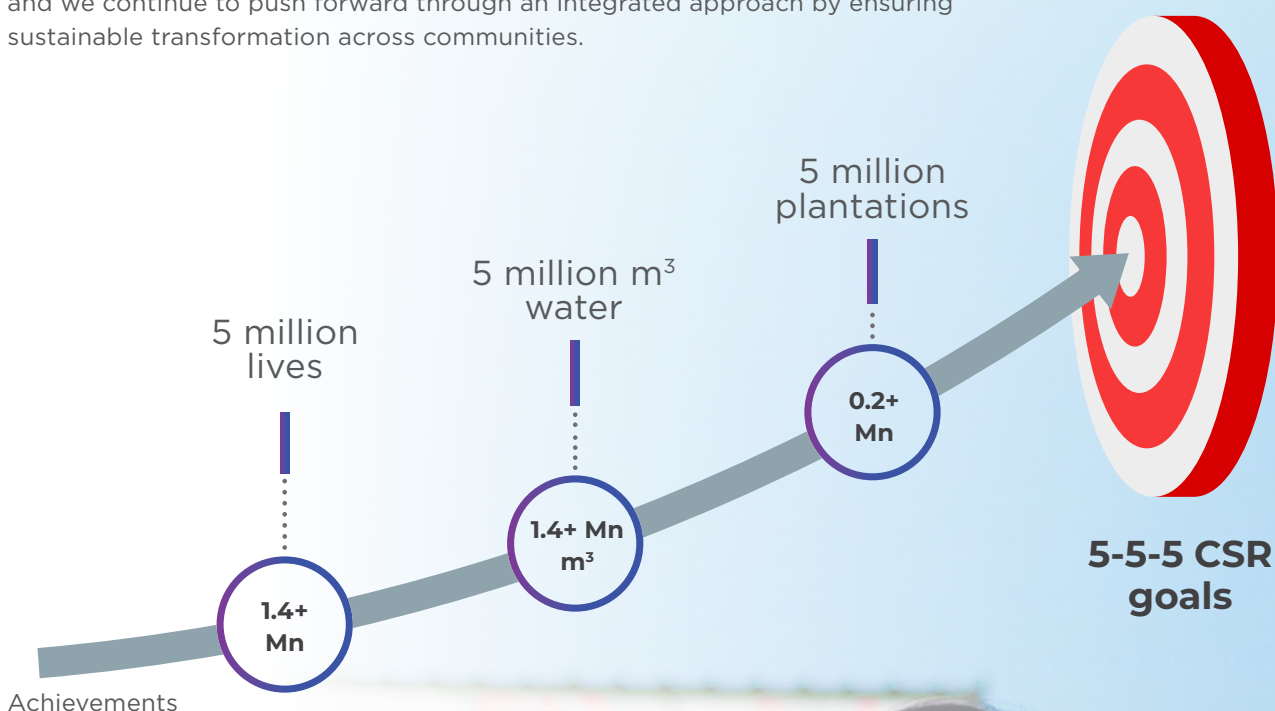 and we continue to push forward through an integrated approach by ensuring
sustainable transformation across communities.
5 million
plantations
5 million m³
water
5 million
lives
0.2+
Mn
1.4+ Mn
m³
1.4+
Mn
5-5-5 CSR
goals
Achievements